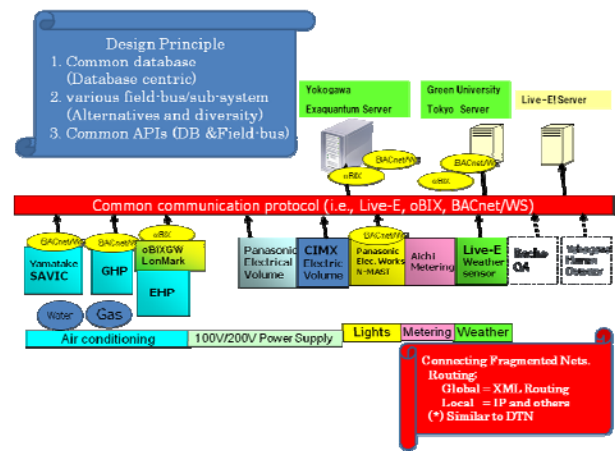 Design Principle
1. Common database
(Database centric)
2. various field-bus/sub-system
(Alternatives and diversity)
3. Common APIs (DB &Field-bus)
Yokogawa
Exaquantum Server
Green University
Tokyo Server
Live-E!Server
BACnet/WS
oBIX
BACnet/WS
oBIX
Common communication protocol (i.e., Live-E, oBIX, BACnet/WS)
BACnet/WS
BACnet/WS
oBIX
BACnet/WS
Yamatake
SAVIC
GHP
oBIXGW
LonMark
EHP
Panasonic
Electrical
Volume
CIMX
Electric
Volume
Panasonic
Elec. Works
N-MAST
Aichi
Metering
Live-E
Weather
sensor
Yokogawa
Water
Gas
Air conditioning
100V/200V Power Supply
Lights
Metering
Weather
Connecting Fragmented Nets.
Routing;
Global = XML Routing
Local = IP and others
(*) Similar to DTN